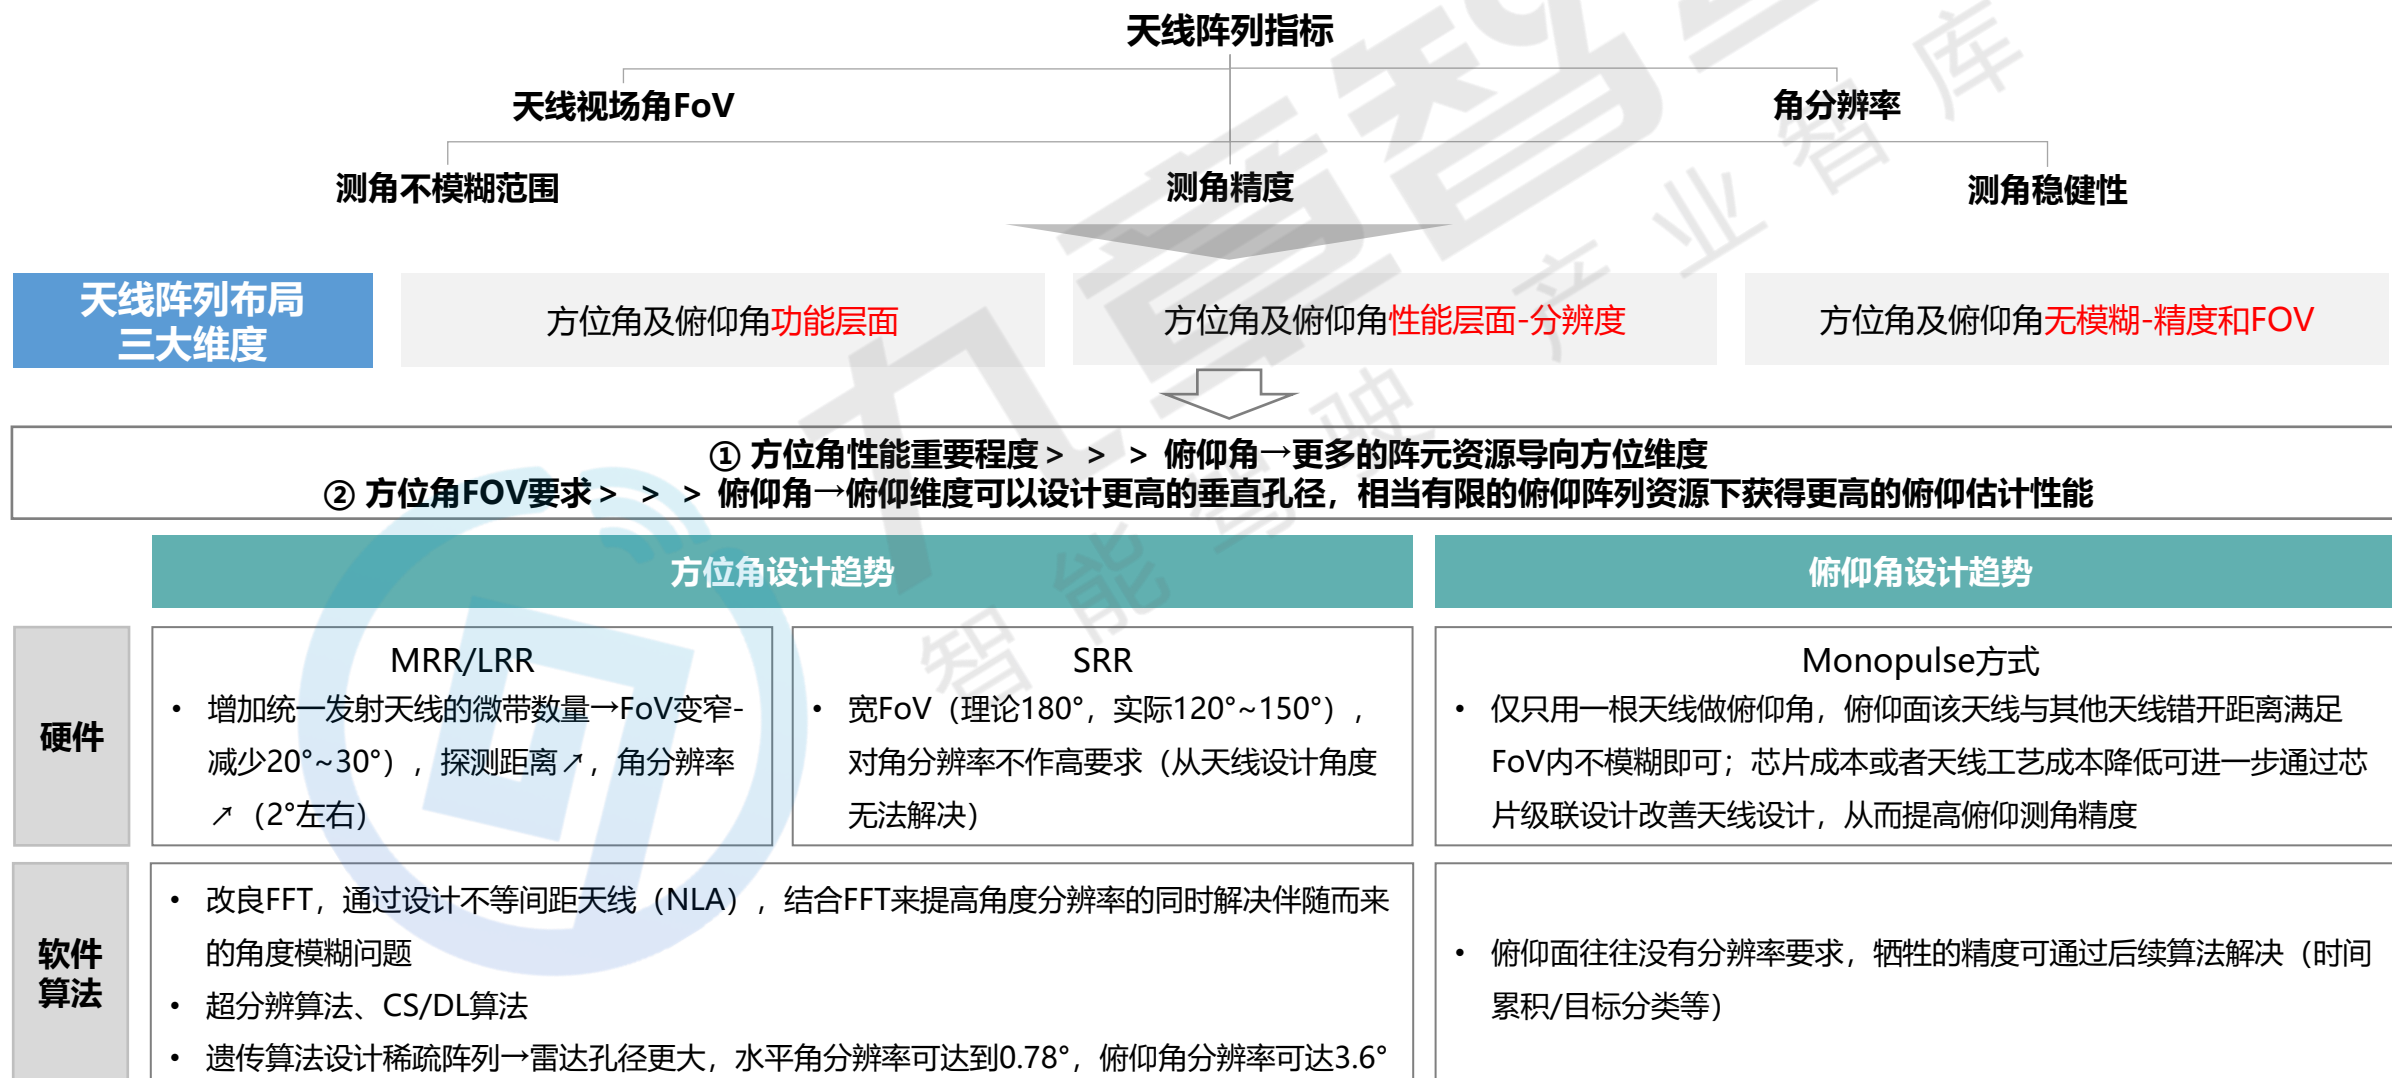 天线阵列指标
天线视场角FoV
角分辨率
测角不模糊范围
测角精度
测角稳健性
天线阵列布局
三大维度
方位角及俯仰角功能层面
方位角及俯仰角性能层面-分辨度
方位角及俯仰角无模糊-精度和FOV
① 方位角性能重要程度＞ ＞ ＞ 俯仰角→更多的阵元资源导向方位维度
② 方位角FOV要求＞ ＞ ＞ 俯仰角→俯仰维度可以设计更高的垂直孔径，相当有限的俯仰阵列资源下获得更高的俯仰估计性能
方位角设计趋势
俯仰角设计趋势
硬件
MRR/LRR
• 增加统一发射天线的微带数量→FoV变窄-
减少20°~30°），探测距离↗，角分辨率
↗（2°左右）
SRR
• 宽FoV（理论180°，实际120°~150°），
对角分辨率不作高要求（从天线设计角度
无法解决）
Monopulse方式
• 仅只用一根天线做俯仰角，俯仰面该天线与其他天线错开距离满足
FoV内不模糊即可；芯片成本或者天线工艺成本降低可进一步通过芯
片级联设计改善天线设计，从而提高俯仰测角精度
软件
算法
• 改良FFT，通过设计不等间距天线（NLA），结合FFT来提高角度分辨率的同时解决伴随而来
的角度模糊问题
• 超分辨算法、CS/DL算法
• 遗传算法设计稀疏阵列→雷达孔径更大，水平角分辨率可达到0.78°，俯仰角分辨率可达3.6°
• 俯仰面往往没有分辨率要求，牺牲的精度可通过后续算法解决（时间
累积/目标分类等）
九章智
智能驾驶产业智库